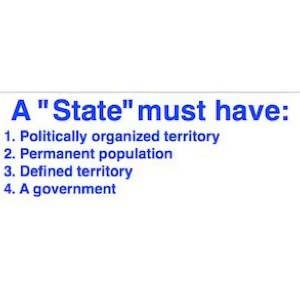 A "State" must have:
1. Politically organized territory
2. Permanent population
3. Defined territory
4. A government